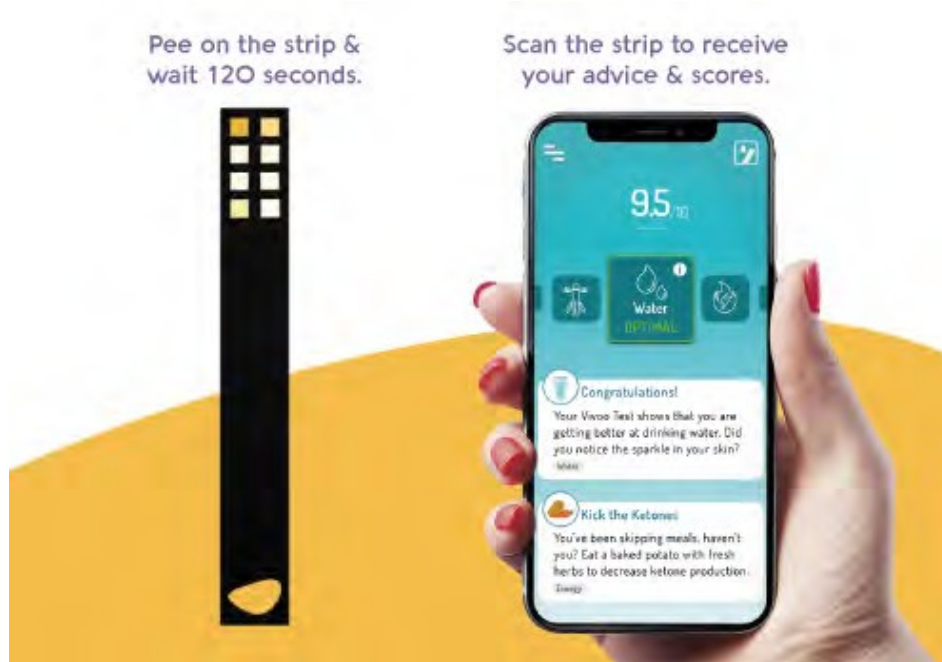 Pee on the strip &
wait 120 seconds.
Scan the strip to receive
your advice & scores.
9.5/10
Water
OPTIMAL
Congratulations!
Your Vivoo Test shows that you are
getting better at drinking water. Did
you notice the sparkle in your skin?
Water
Kick the Ketones
You've been skipping meals, haven't
you? Eat a baked potato with fresh
herbs to decrease ketone production.
Energy